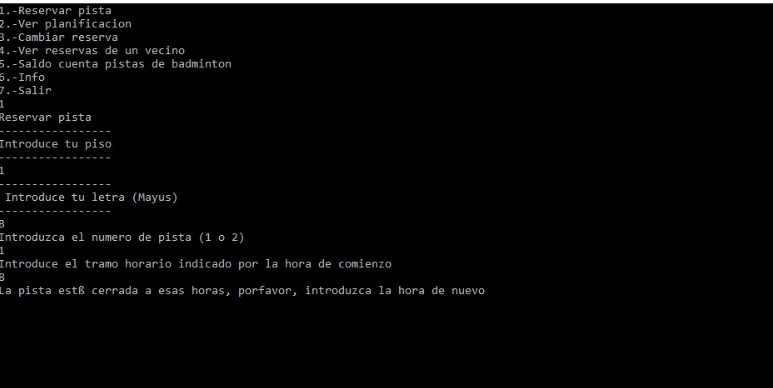 1.-Reservar pista
2.-Ver planificacion
3.-Cambiar reserva
4.-Ver reservas de un vecino
5.-Saldo cuenta pistas de badminton
6.-Info
7.-Salir
1
Reservar pista
-----------------
Introduce tu piso
-----------------
1
-----------------
Introduce tu letra (Mayus)
-----------------
B
Introduzca el numero de pista (1 o 2)
1
Introduce el tramo horario indicado por la hora de comienzo
8
La pista estß cerrada a esas horas, porfavor, introduzca la hora de nuevo